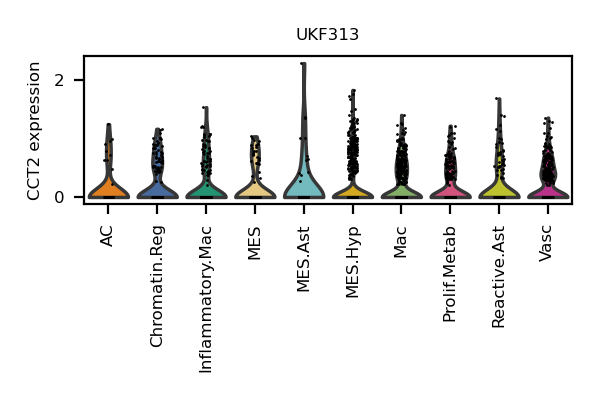 UKF313
CCT2 expression
2
0
AC
Chromatin.Reg
Inflammatory.Mac
MES
MES.Ast
MES.Hyp
Mac
Prolif.Metab
Reactive.Ast
Vasc